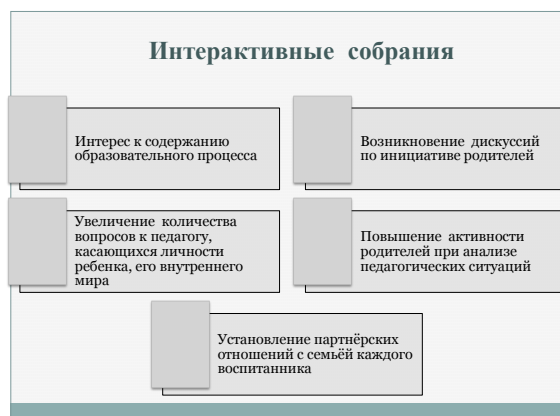 Интерактивные собрания
Интерес к содержанию
образовательного процесса
Возникновение дискуссий
по инициативе родителей
Увеличение количества
вопросов к педагогу,
касающихся личности
ребенка, его внутреннего
мира
Повышение активности
родителей при анализе
педагогических ситуаций
Установление партнёрских
отношений с семьёй каждого
воспитанника